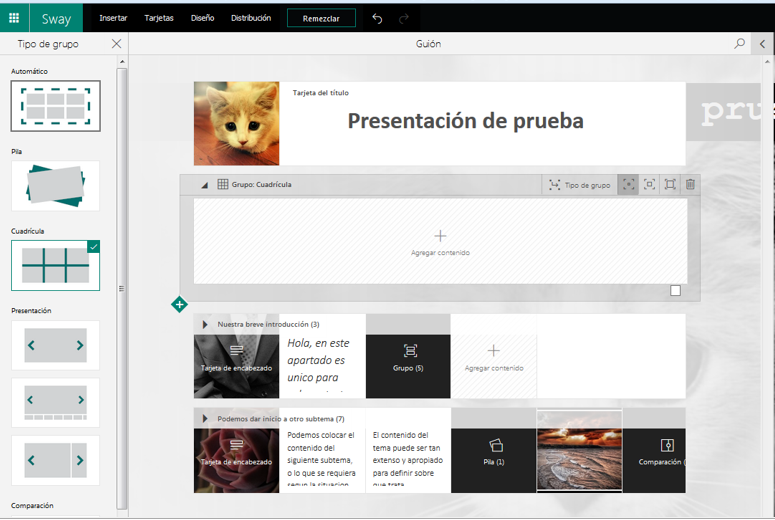 Sway Insertar Tarjetas Diseño Distribución Remezclar
Tipo de grupo
Guión
Automático
Pila
Cuadrícula
Presentación
Comparación
Tarjeta del título
Presentación de prueba
Grupo: Cuadrícula
Tipo de grupo
Agregar contenido
Nuestra breve introducción (3)
Tarjeta de encabezado
Hola, en este
apartado es
unico para
Grupo (5)
Agregar contenido
Podemos dar inicio a otro subtema (7)
Tarjeta de encabezado
Podemos colocar el
contenido del
siguiente subtema,
o lo que se requiera
segun la situacion
El contenido del
tema puede ser tan
extenso y apropiado
para definir sobre
que trata
Pila (1)
Comparación (